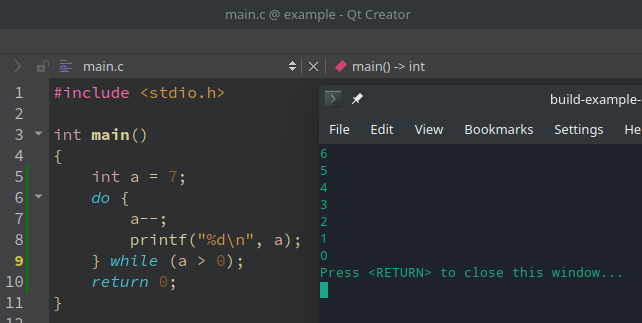 main.c @ example - Qt Creator
main.c
main() -> int
1 #include <stdio.h>
2
3 int main()
4 {
5     int a = 7;
6     do {
7         a--;
8         printf("%d\n", a);
9     } while (a > 0);
10     return 0;
11 }
12
build-example-
File Edit View Bookmarks Settings He
6
5
4
3
2
1
0
Press <RETURN> to close this window...